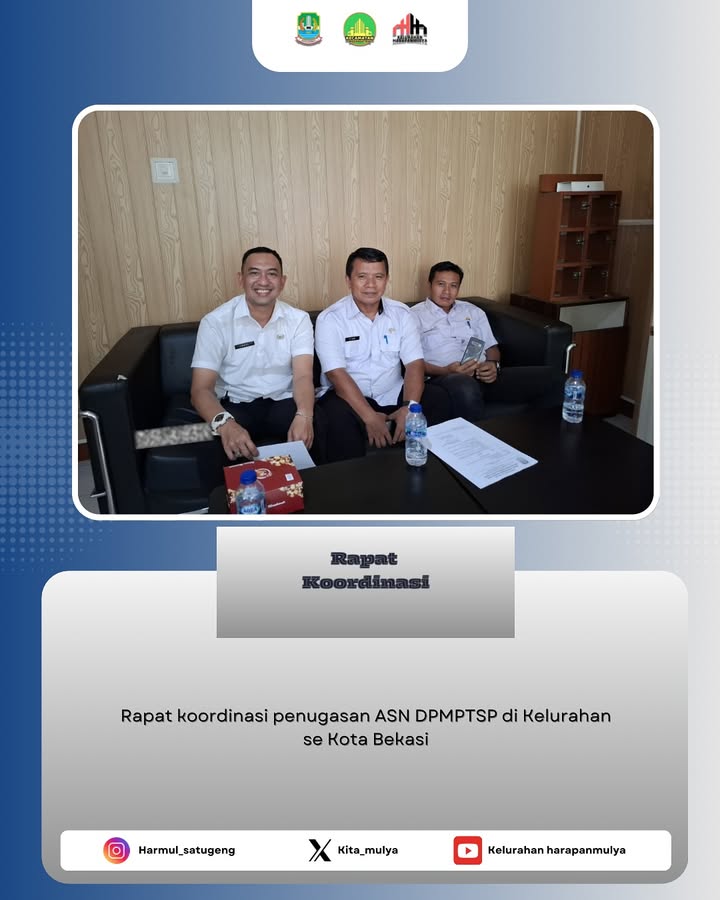 Rapat
Koordinasi
Rapat koordinasi penugasan ASN DPMPTSP di Kelurahan
se Kota Bekasi
Harmul_satugeng
Kita_mulya
Kelurahan harapanmulya